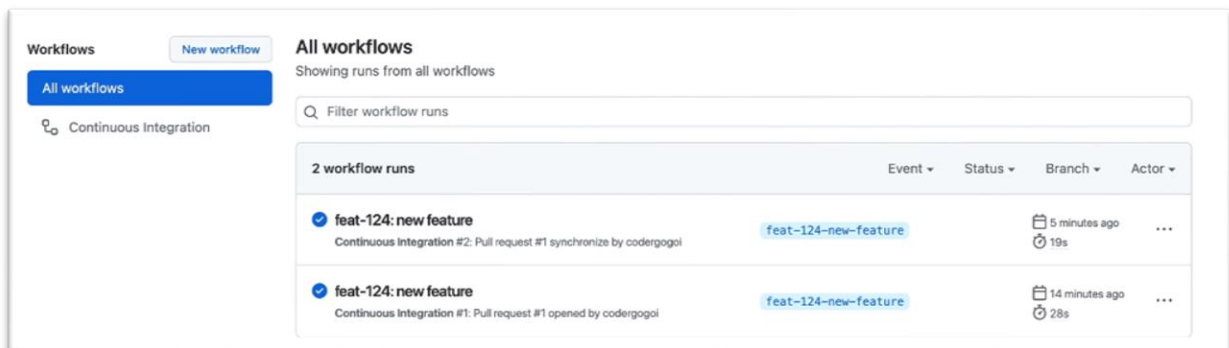 Workflows
New workflow
All workflows
Continuous Integration
All workflows
Showing runs from all workflows
Filter workflow runs
2 workflow runs
Event
Status
Branch
Actor
feat-124: new feature
Continuous Integration #2: Pull request #1 synchronize by codergogoi
feat-124-new-feature
5 minutes ago
19s
feat-124: new feature
Continuous Integration #1: Pull request #1 opened by codergogoi
feat-124-new-feature
14 minutes ago
28s